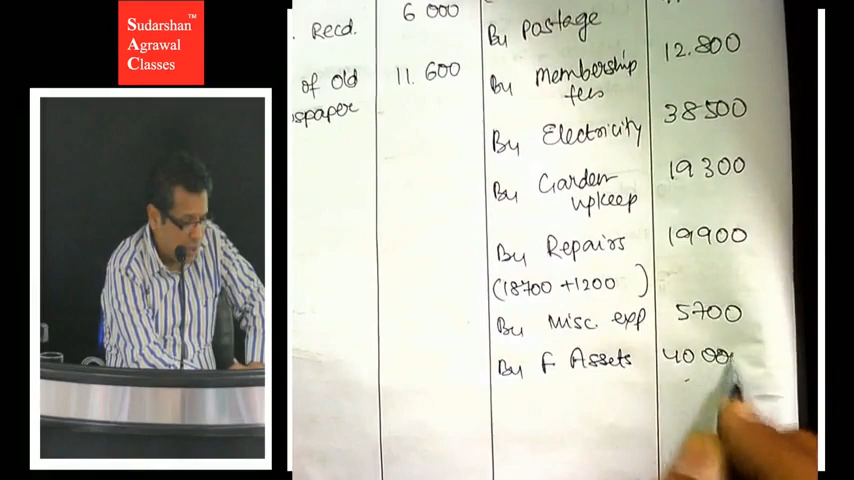 Sudarshan™
Agrawal
Classes
Recd. 6 000
By Postage
of Old 11. 600
spaper
12.800
By Membership
fees
38500
By Electricity
19300
By Garden
upkeep
19900
By Repairs
(18700 +1200 )
By Misc. exp 5700
By F Assets 40 000